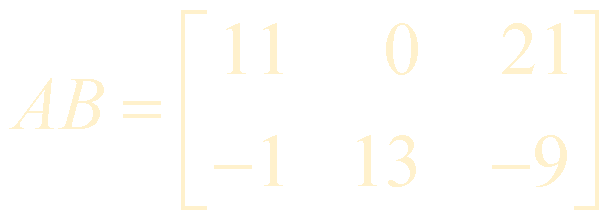 AB = [ 11 0 21
-1 13 -9 ]